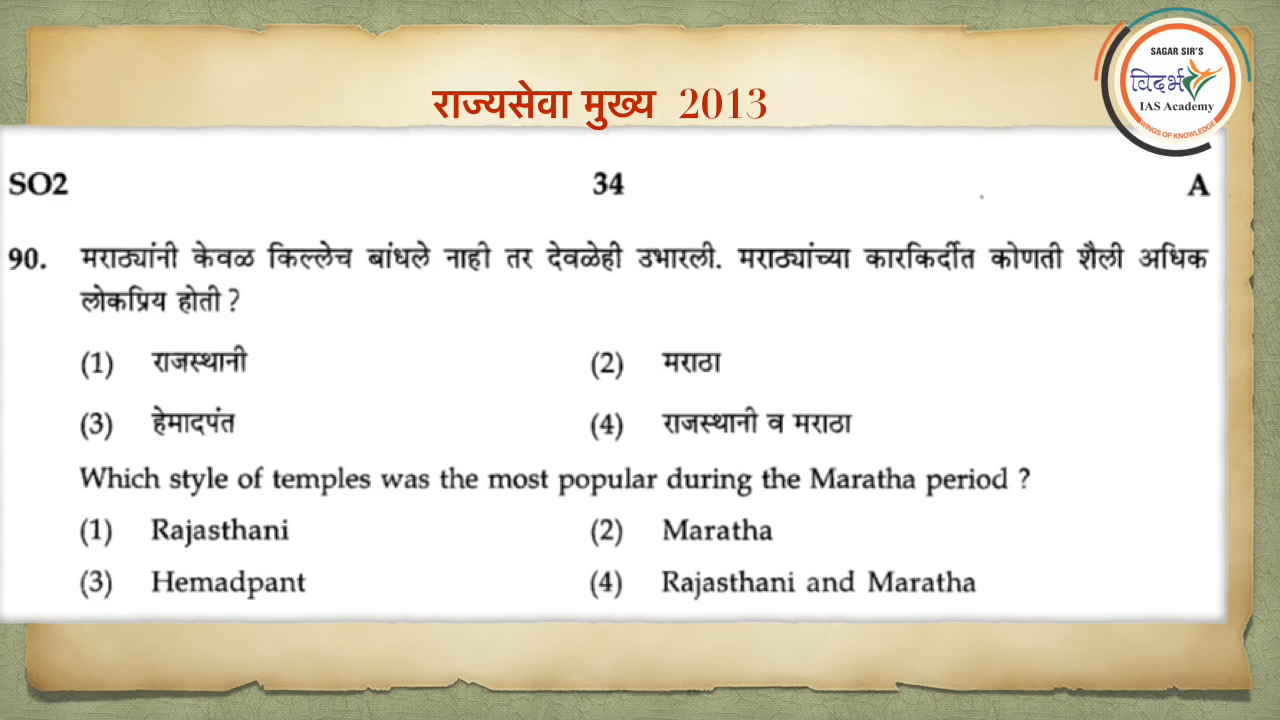 SAGAR SIR'S
विदर्भ
IAS Academy
WINGS OF KNOWLEDGE
राज्यसेवा मुख्य 2013
SO2 34 A
90. मराठ्यांनी केवळ किल्लेच बांधले नाही तर देवळेही उभारली. मराठ्यांच्या कारकिर्दीत कोणती शैली अधिक
लोकप्रिय होती ?
(1) राजस्थानी (2) मराठा
(3) हेमादपंत (4) राजस्थानी व मराठा
Which style of temples was the most popular during the Maratha period ?
(1) Rajasthani (2) Maratha
(3) Hemadpant (4) Rajasthani and Maratha